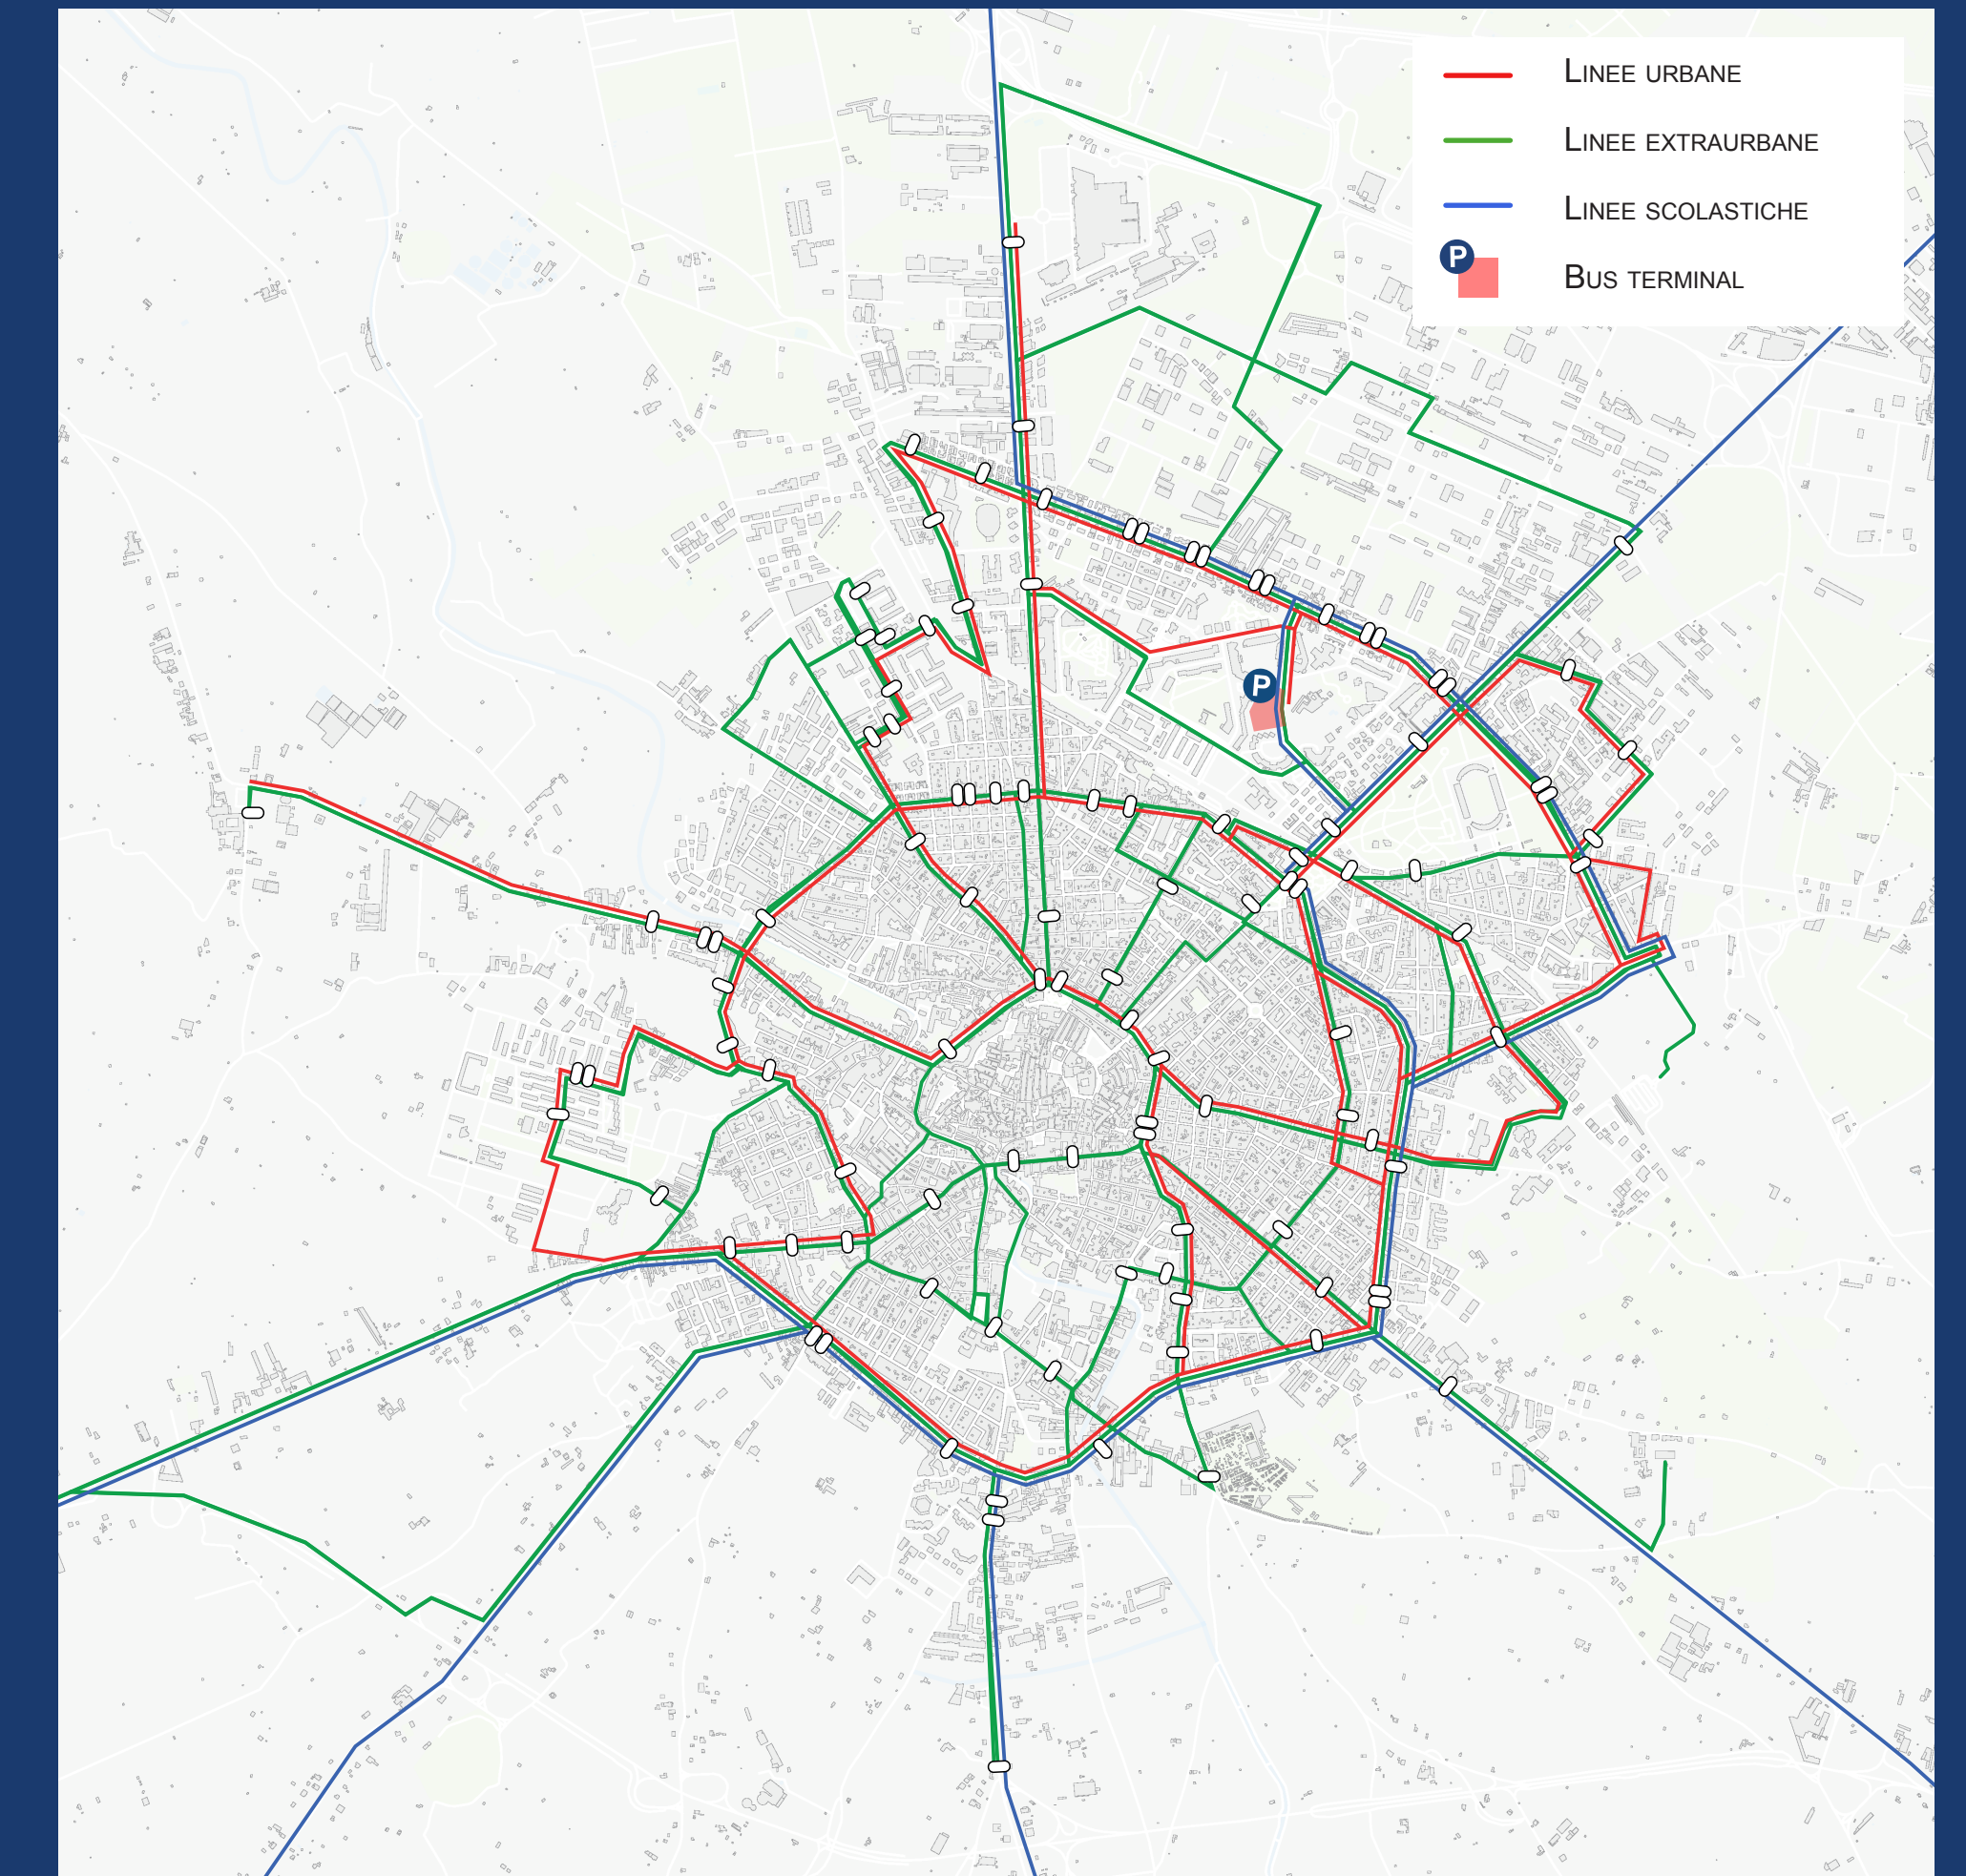 Linee urbane
Linee extraurbane
Linee scolastiche
P
Bus terminal
P